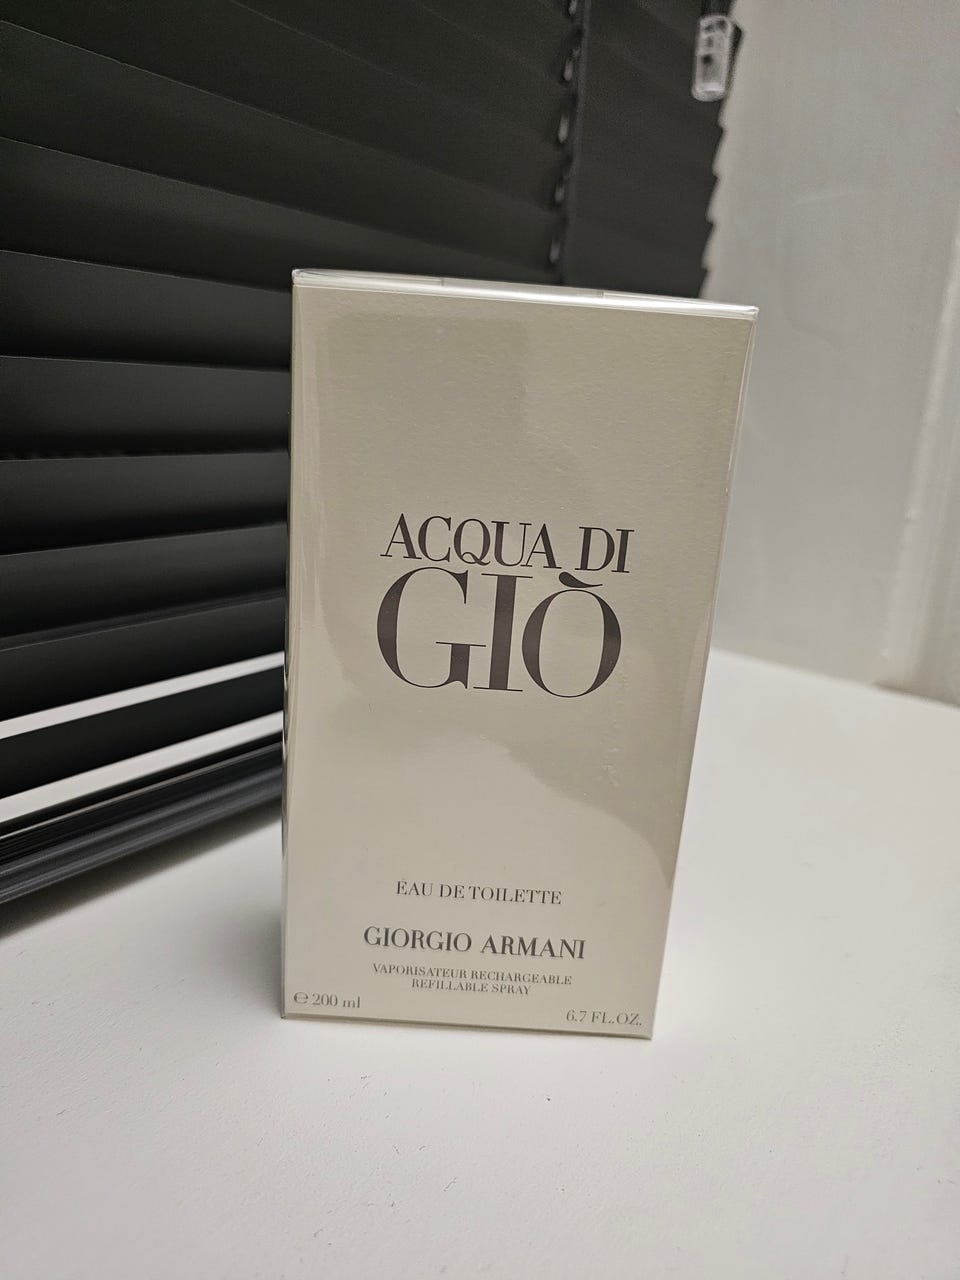 ACQUA DI
GIÒ
EAU DE TOILETTE
GIORGIO ARMANI
VAPORISATEUR RECHARGEABLE
REFILLABLE SPRAY
℮ 200 ml
6.7 FL.OZ.